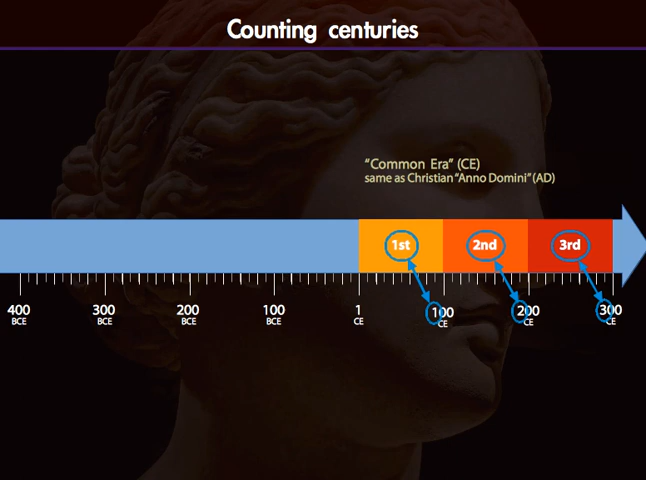 Counting centuries
"Common Era" (CE)
same as Christian "Anno Domini" (AD)
1st 2nd 3rd
400 300 200 100 1 100 200 300
BCE BCE BCE BCE CE CE CE CE